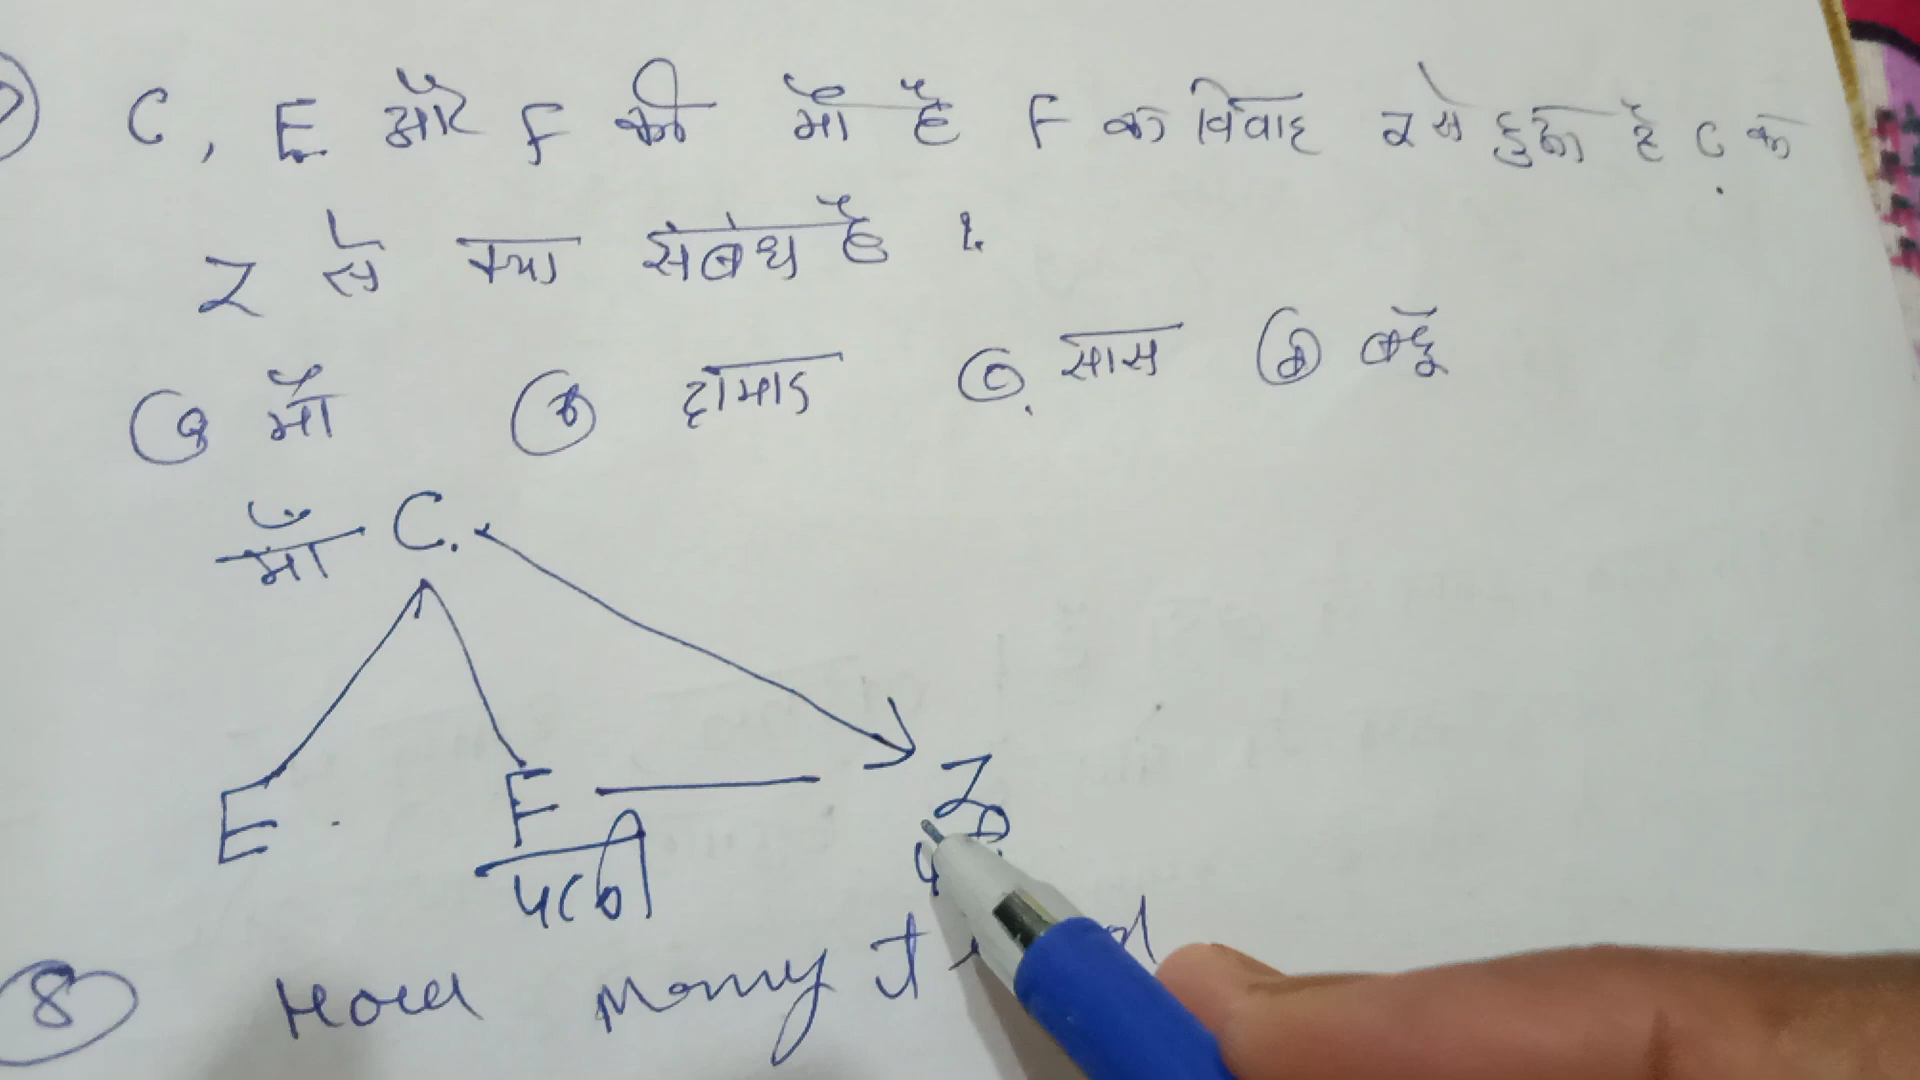 C, E और F की माँ है F का विवाह Z से हुआ है C का
Z से क्या संबंध है ?
a माँ b दामाद C. सास d बहू
माँ C.
E F Z
पत्नी
8 How many